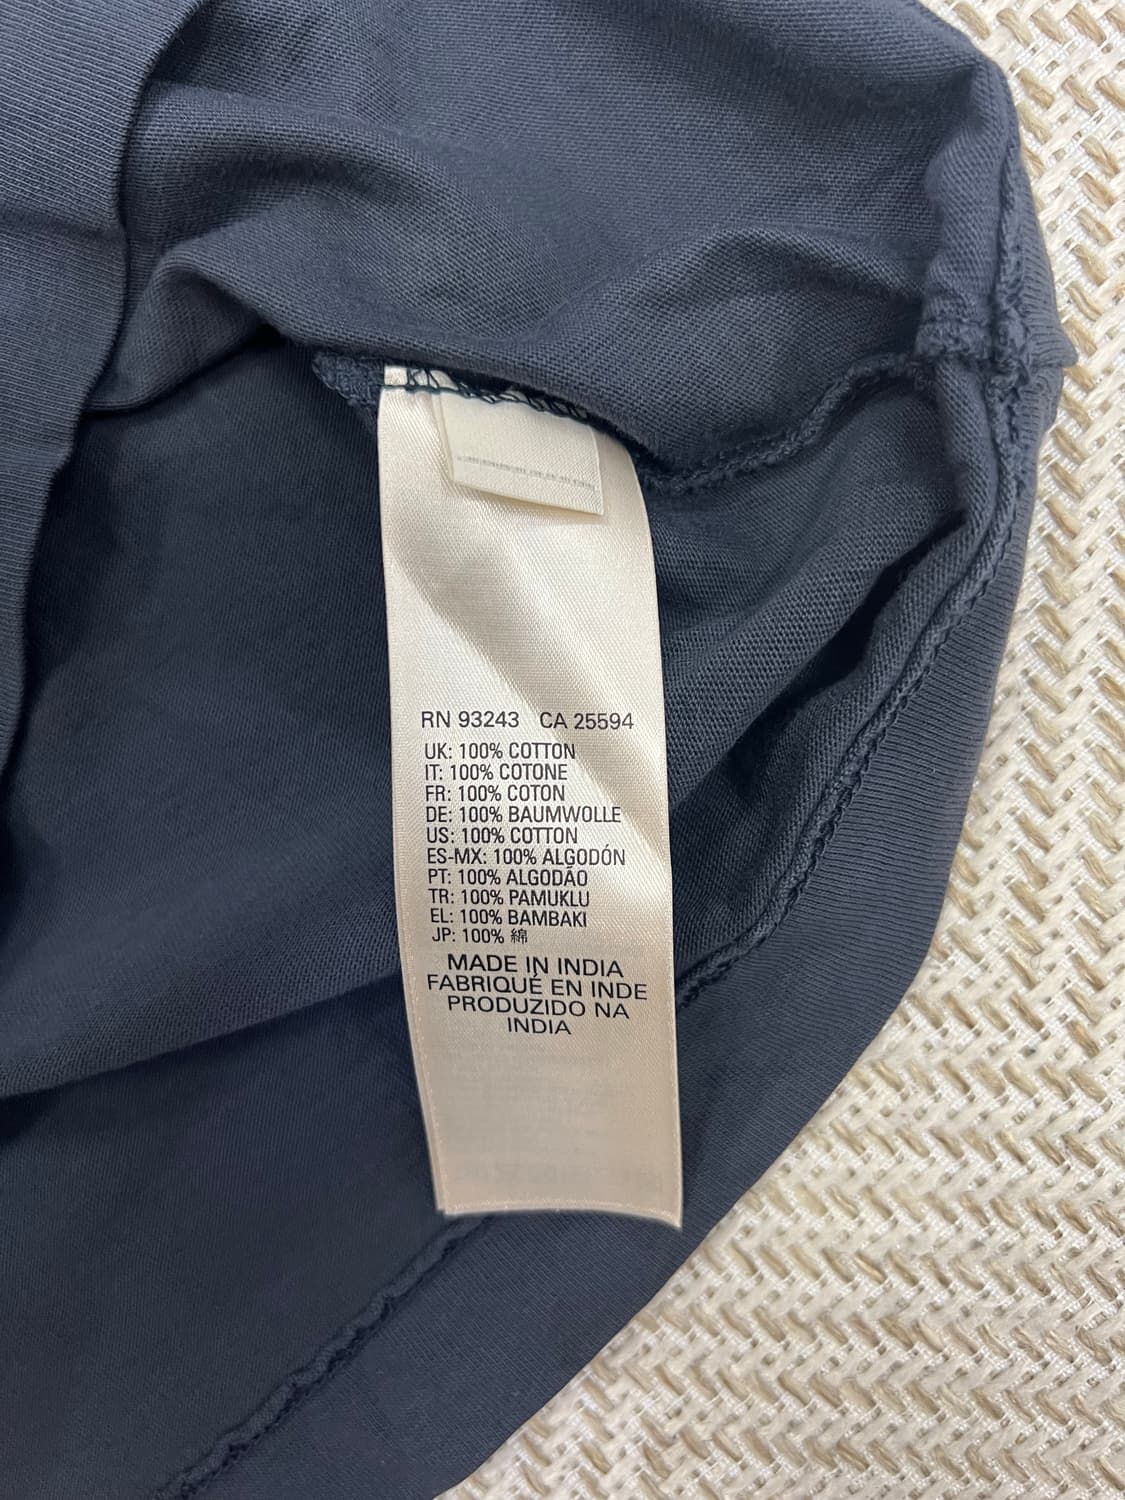 RN 93243 CA 25594
UK: 100% COTTON
IT: 100% COTONE
FR: 100% COTON
DE: 100% BAUMWOLLE
US: 100% COTTON
ES-MX: 100% ALGODÓN
PT: 100% ALGODÃO
TR: 100% PAMUKLU
EL: 100% BAMBAKI
JP: 100% 綿
MADE IN INDIA
FABRIQUÉ EN INDE
PRODUZIDO NA
INDIA